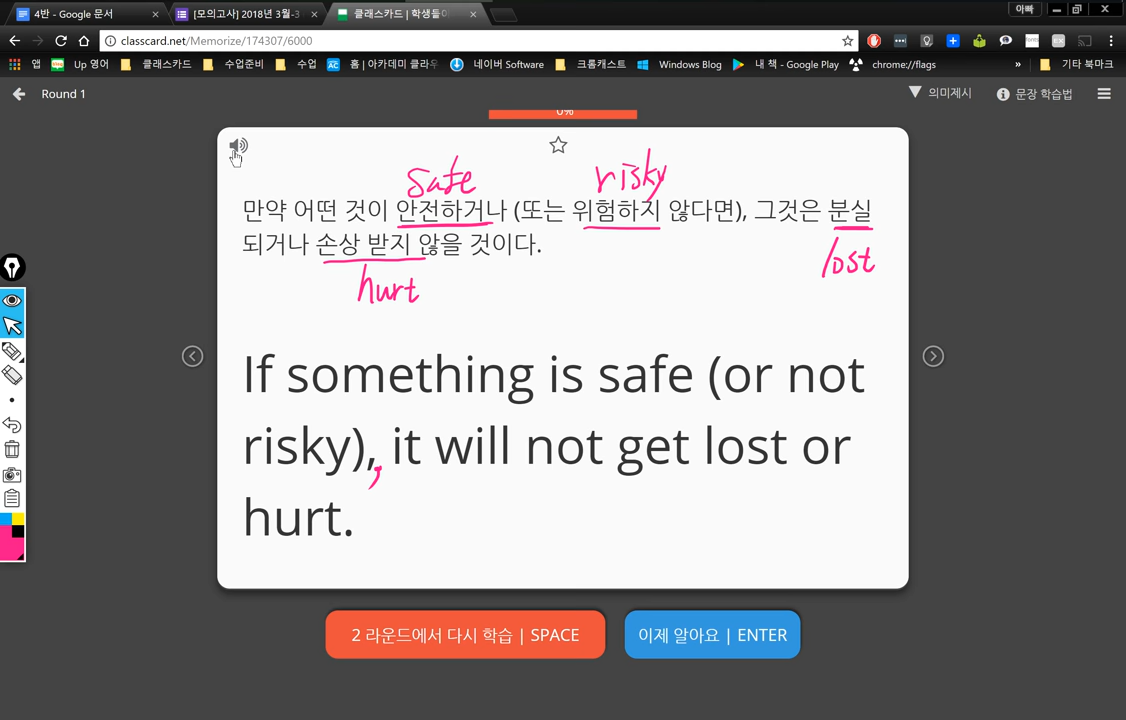 4반 - Google 문서
[모의고사] 2018년 3월-3
클래스카드 | 학생들이
아빠
classcard.net/Memorize/174307/6000
앱
Up 영어
클래스카드
수업준비
수업
홈 | 아카데미 클라우
네이버 Software
크롬캐스트
Windows Blog
내 책 - Google Play
chrome://flags
»
기타 북마크
Round 1
의미제시
문장 학습법
0%
safe
risky
만약 어떤 것이 안전하거나 (또는 위험하지 않다면), 그것은 분실
되거나 손상 받지 않을 것이다.
lost
hurt
If something is safe (or not
risky), it will not get lost or
hurt.
2 라운드에서 다시 학습 | SPACE
이제 알아요 | ENTER